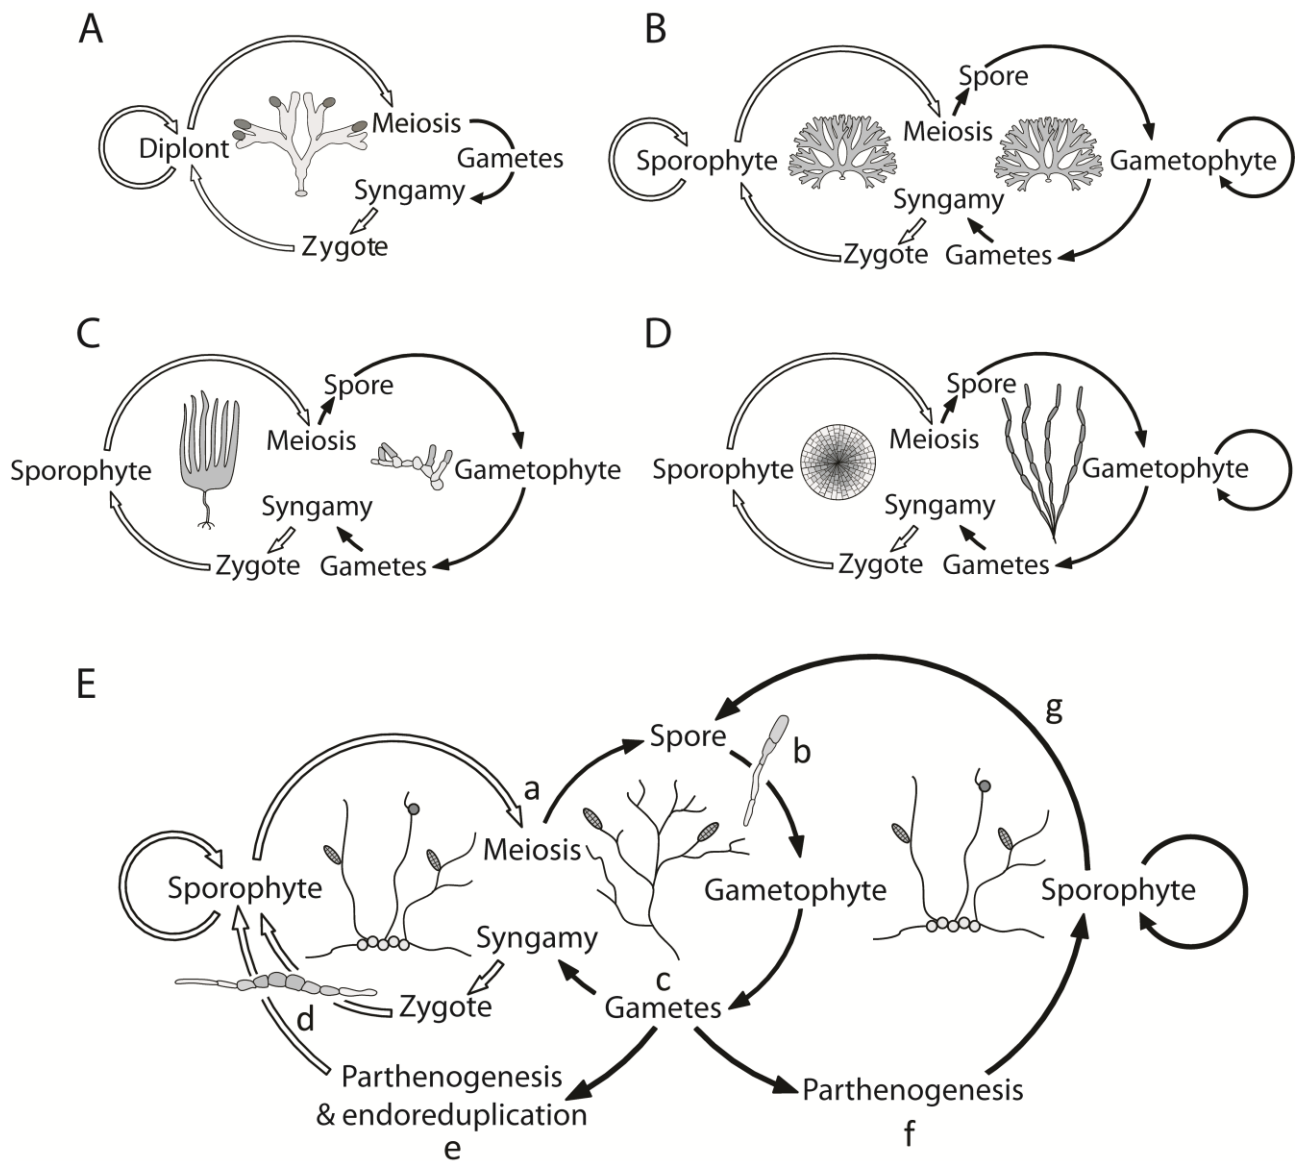 A
Diplont
Meiosis
Gametes
Syngamy
Zygote
B
Spore
Meiosis
Sporophyte
Gametophyte
Syngamy
Zygote
Gametes
C
Spore
Meiosis
Sporophyte
Gametophyte
Syngamy
Zygote
Gametes
D
Spore
Meiosis
Sporophyte
Gametophyte
Syngamy
Zygote
Gametes
E
g
Spore
b
a
Meiosis
Sporophyte
Gametophyte
Sporophyte
Syngamy
c
Zygote
Gametes
d
Parthenogenesis
& endoreduplication
e
Parthenogenesis
f